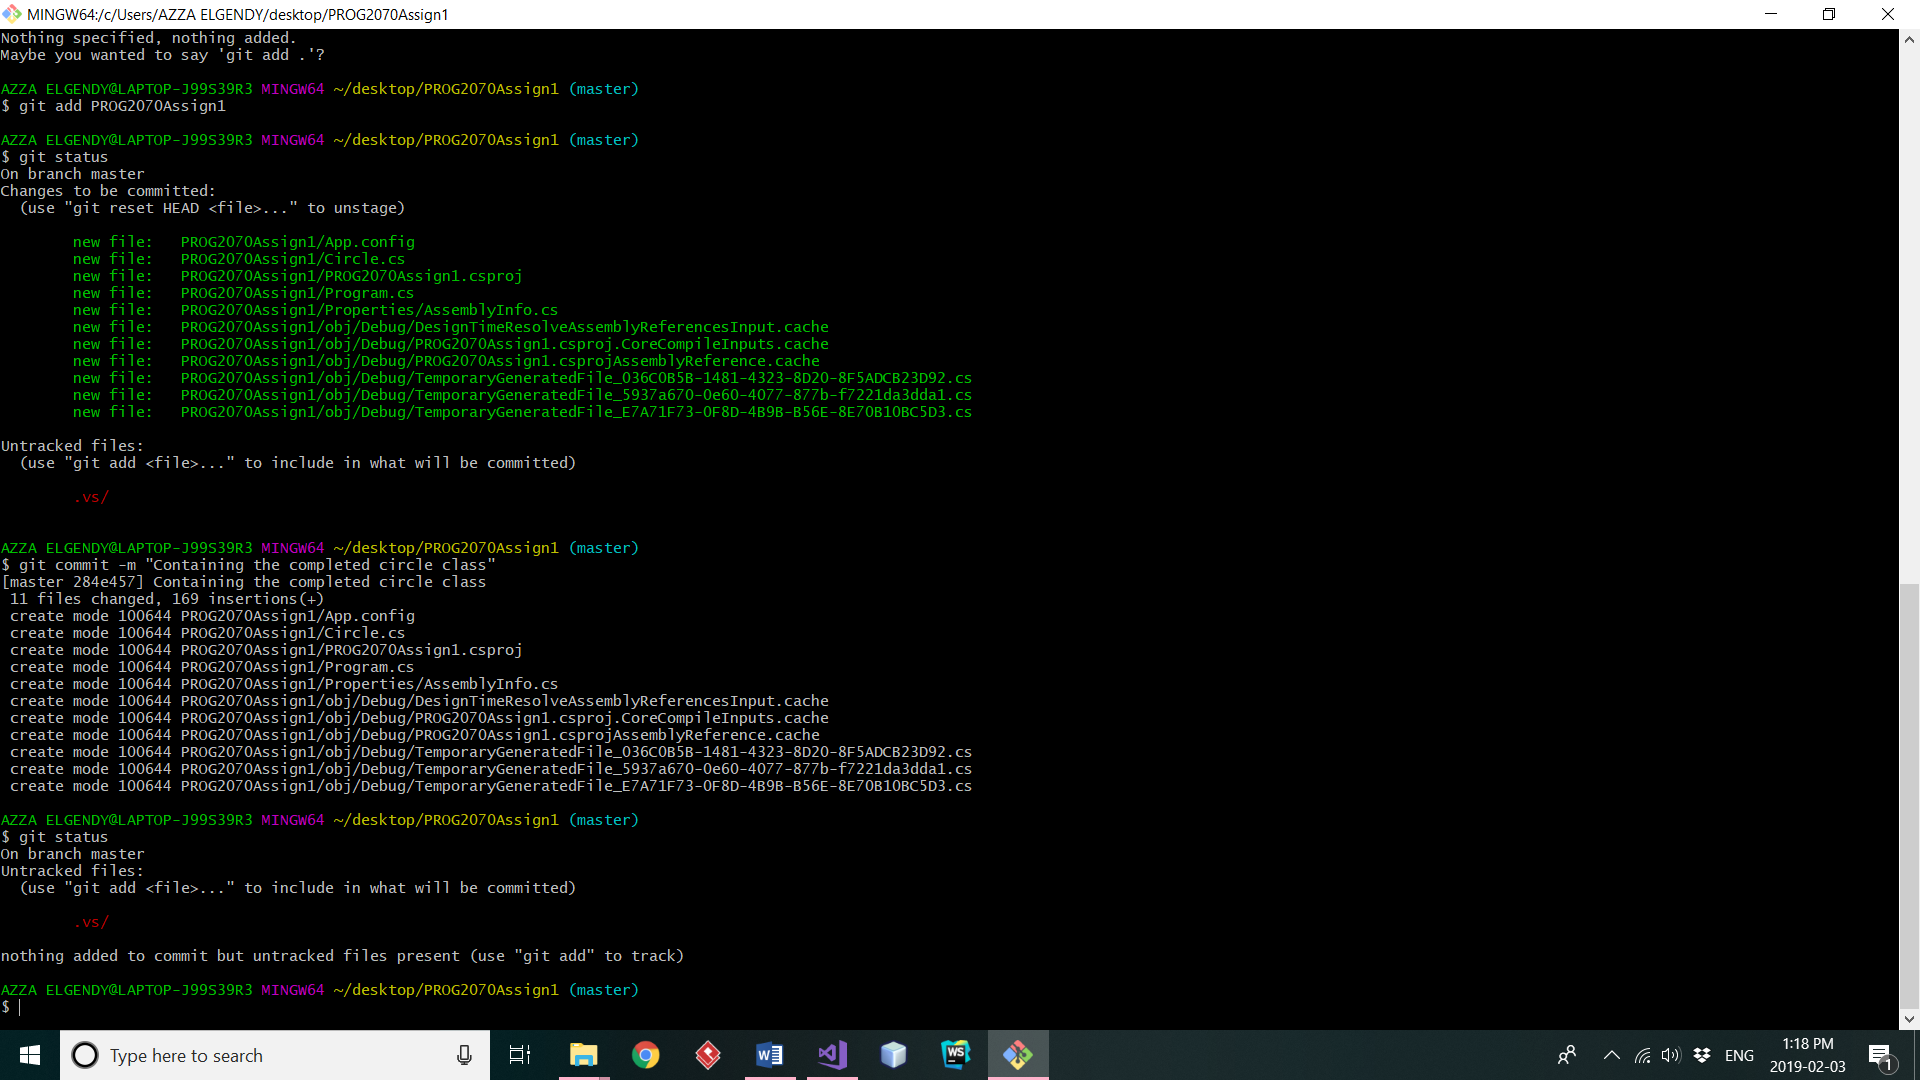 MINGW64:/c/Users/AZZA ELGENDY/desktop/PROG2070Assign1
Nothing specified, nothing added.
Maybe you wanted to say 'git add .'?
AZZA ELGENDY@LAPTOP-J99S39R3 MINGW64 ~/desktop/PROG2070Assign1 (master)
$ git add PROG2070Assign1
AZZA ELGENDY@LAPTOP-J99S39R3 MINGW64 ~/desktop/PROG2070Assign1 (master)
$ git status
On branch master
Changes to be committed:
(use "git reset HEAD <file>..." to unstage)
new file:   PROG2070Assign1/App.config
new file:   PROG2070Assign1/Circle.cs
new file:   PROG2070Assign1/PROG2070Assign1.csproj
new file:   PROG2070Assign1/Program.cs
new file:   PROG2070Assign1/Properties/AssemblyInfo.cs
new file:   PROG2070Assign1/obj/Debug/DesignTimeResolveAssemblyReferencesInput.cache
new file:   PROG2070Assign1/obj/Debug/PROG2070Assign1.csproj.CoreCompileInputs.cache
new file:   PROG2070Assign1/obj/Debug/PROG2070Assign1.csprojAssemblyReference.cache
new file:   PROG2070Assign1/obj/Debug/TemporaryGeneratedFile_036C0B5B-1481-4323-8D20-8F5ADCB23D92.cs
new file:   PROG2070Assign1/obj/Debug/TemporaryGeneratedFile_5937a670-0e60-4077-877b-f7221da3dda1.cs
new file:   PROG2070Assign1/obj/Debug/TemporaryGeneratedFile_E7A71F73-0F8D-4B9B-B56E-8E70B10BC5D3.cs
Untracked files:
(use "git add <file>..." to include in what will be committed)
.vs/
AZZA ELGENDY@LAPTOP-J99S39R3 MINGW64 ~/desktop/PROG2070Assign1 (master)
$ git commit -m "Containing the completed circle class"
[master 284e457] Containing the completed circle class
11 files changed, 169 insertions(+)
create mode 100644 PROG2070Assign1/App.config
create mode 100644 PROG2070Assign1/Circle.cs
create mode 100644 PROG2070Assign1/PROG2070Assign1.csproj
create mode 100644 PROG2070Assign1/Program.cs
create mode 100644 PROG2070Assign1/Properties/AssemblyInfo.cs
create mode 100644 PROG2070Assign1/obj/Debug/DesignTimeResolveAssemblyReferencesInput.cache
create mode 100644 PROG2070Assign1/obj/Debug/PROG2070Assign1.csproj.CoreCompileInputs.cache
create mode 100644 PROG2070Assign1/obj/Debug/PROG2070Assign1.csprojAssemblyReference.cache
create mode 100644 PROG2070Assign1/obj/Debug/TemporaryGeneratedFile_036C0B5B-1481-4323-8D20-8F5ADCB23D92.cs
create mode 100644 PROG2070Assign1/obj/Debug/TemporaryGeneratedFile_5937a670-0e60-4077-877b-f7221da3dda1.cs
create mode 100644 PROG2070Assign1/obj/Debug/TemporaryGeneratedFile_E7A71F73-0F8D-4B9B-B56E-8E70B10BC5D3.cs
AZZA ELGENDY@LAPTOP-J99S39R3 MINGW64 ~/desktop/PROG2070Assign1 (master)
$ git status
On branch master
Untracked files:
(use "git add <file>..." to include in what will be committed)
.vs/
nothing added to commit but untracked files present (use "git add" to track)
AZZA ELGENDY@LAPTOP-J99S39R3 MINGW64 ~/desktop/PROG2070Assign1 (master)
$
Type here to search
WS
ENG
1:18 PM
2019-02-03
1